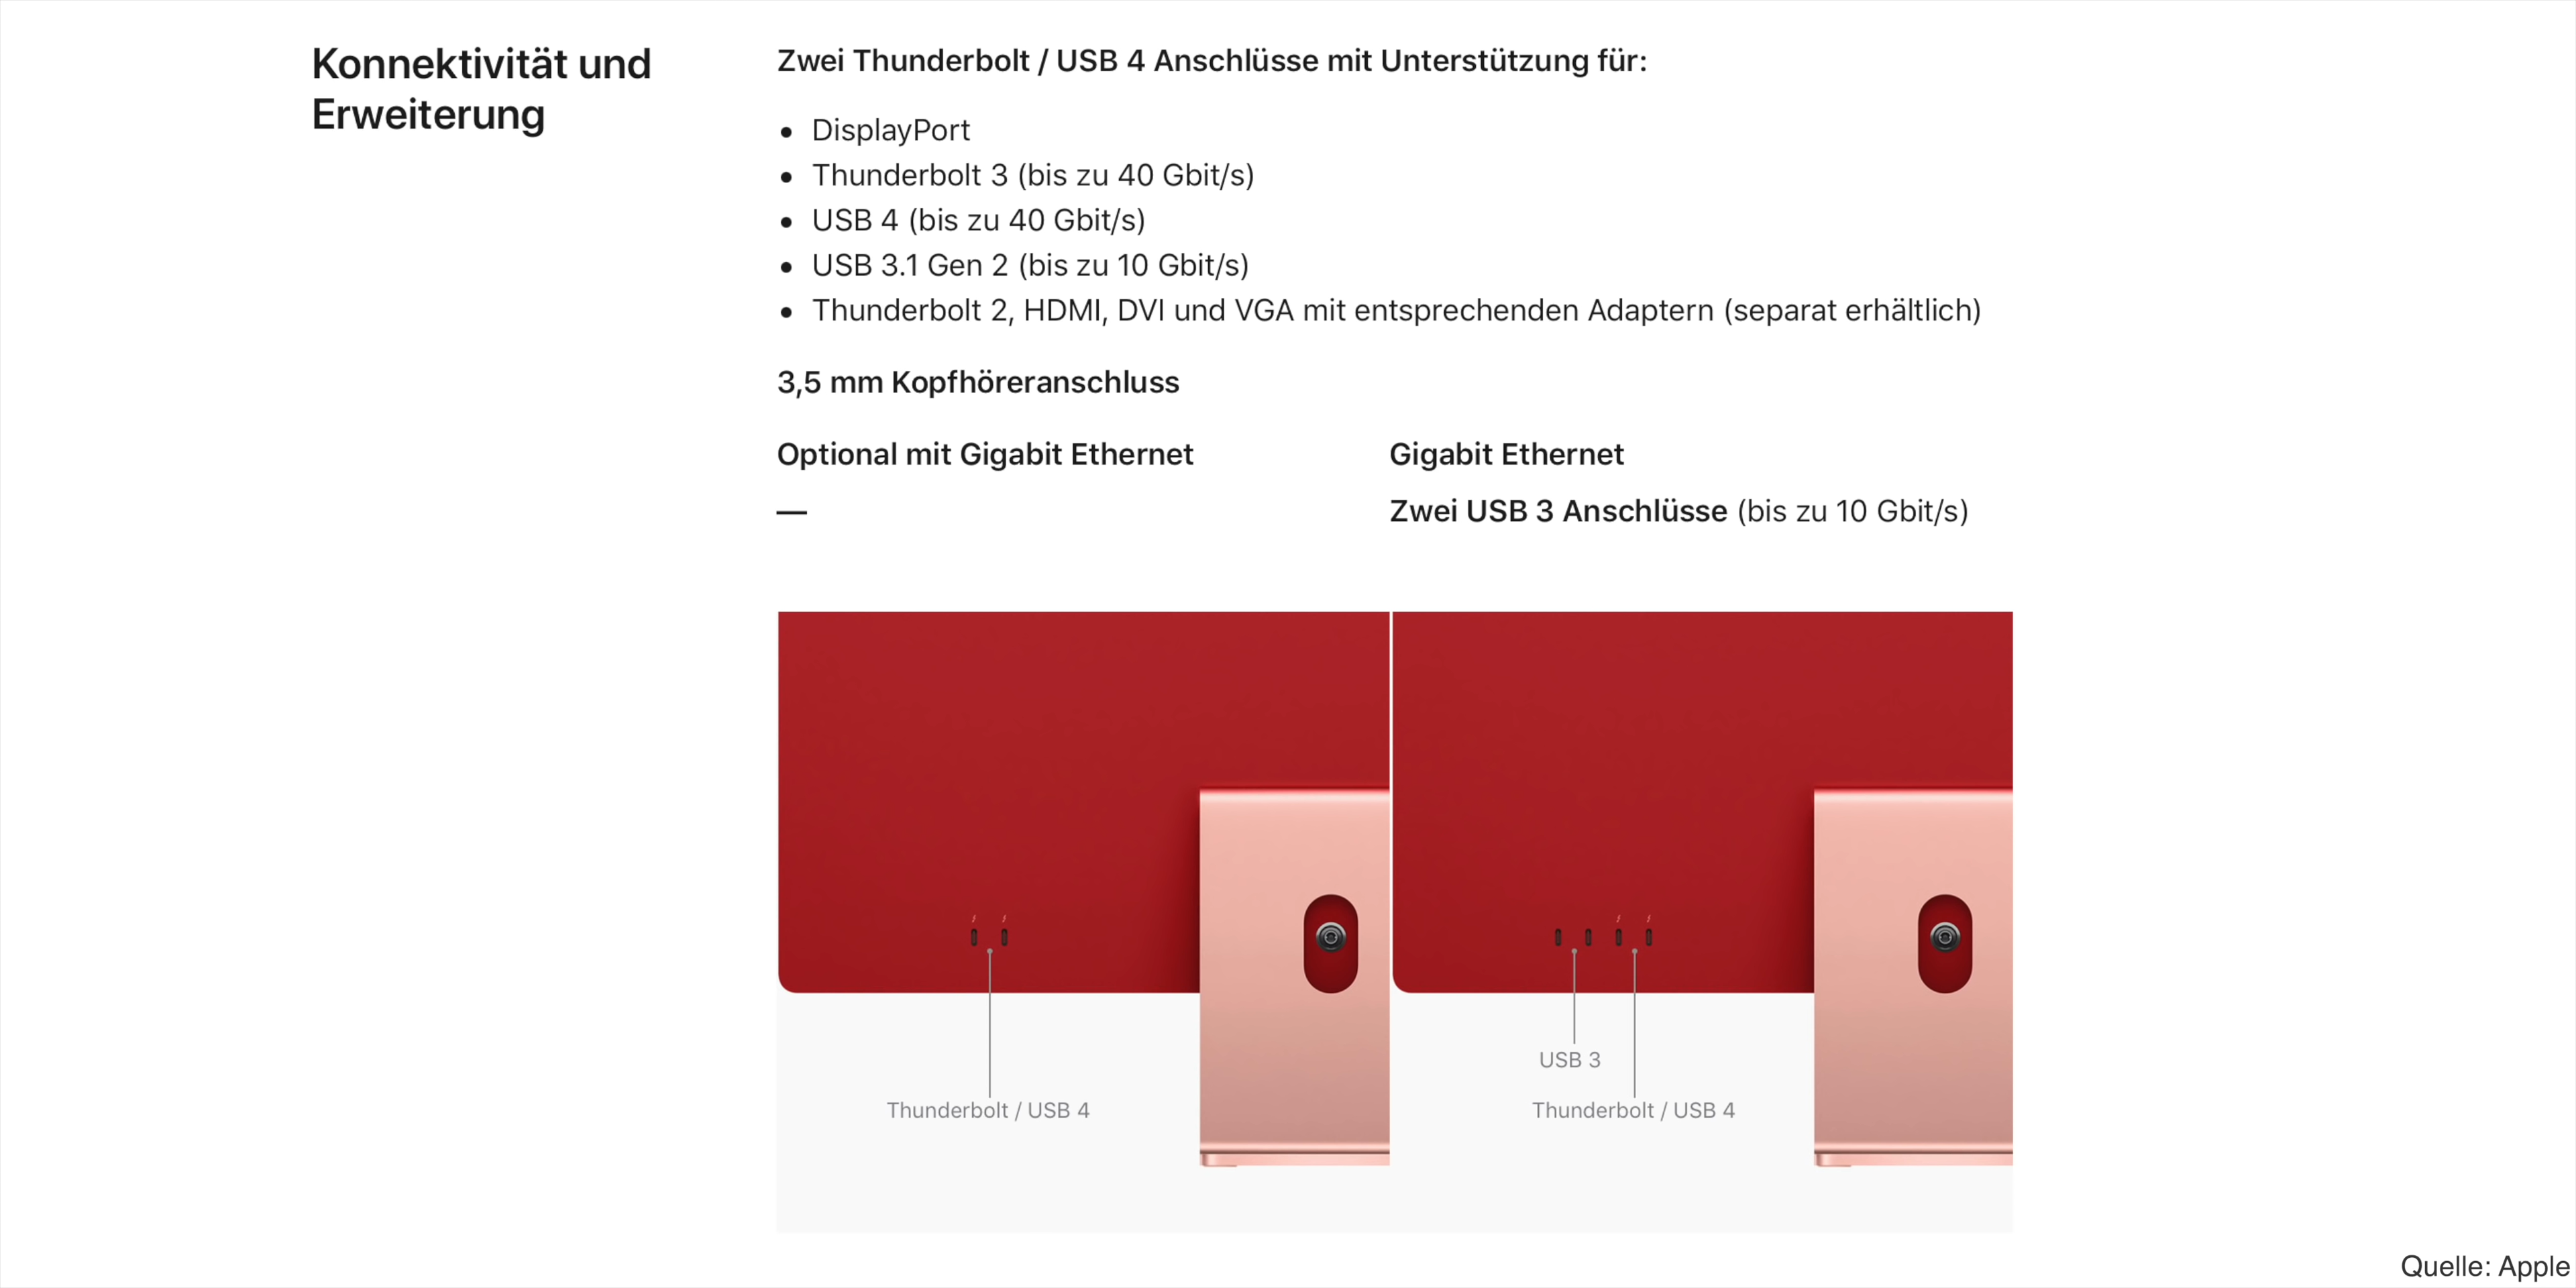 Konnektivität und
Erweiterung
Zwei Thunderbolt / USB 4 Anschlüsse mit Unterstützung für:
• DisplayPort
• Thunderbolt 3 (bis zu 40 Gbit/s)
• USB 4 (bis zu 40 Gbit/s)
• USB 3.1 Gen 2 (bis zu 10 Gbit/s)
• Thunderbolt 2, HDMI, DVI und VGA mit entsprechenden Adaptern (separat erhältlich)
3,5 mm Kopfhöreranschluss
Optional mit Gigabit Ethernet
—
Gigabit Ethernet
Zwei USB 3 Anschlüsse (bis zu 10 Gbit/s)
Thunderbolt / USB 4
USB 3
Thunderbolt / USB 4
Quelle: Apple